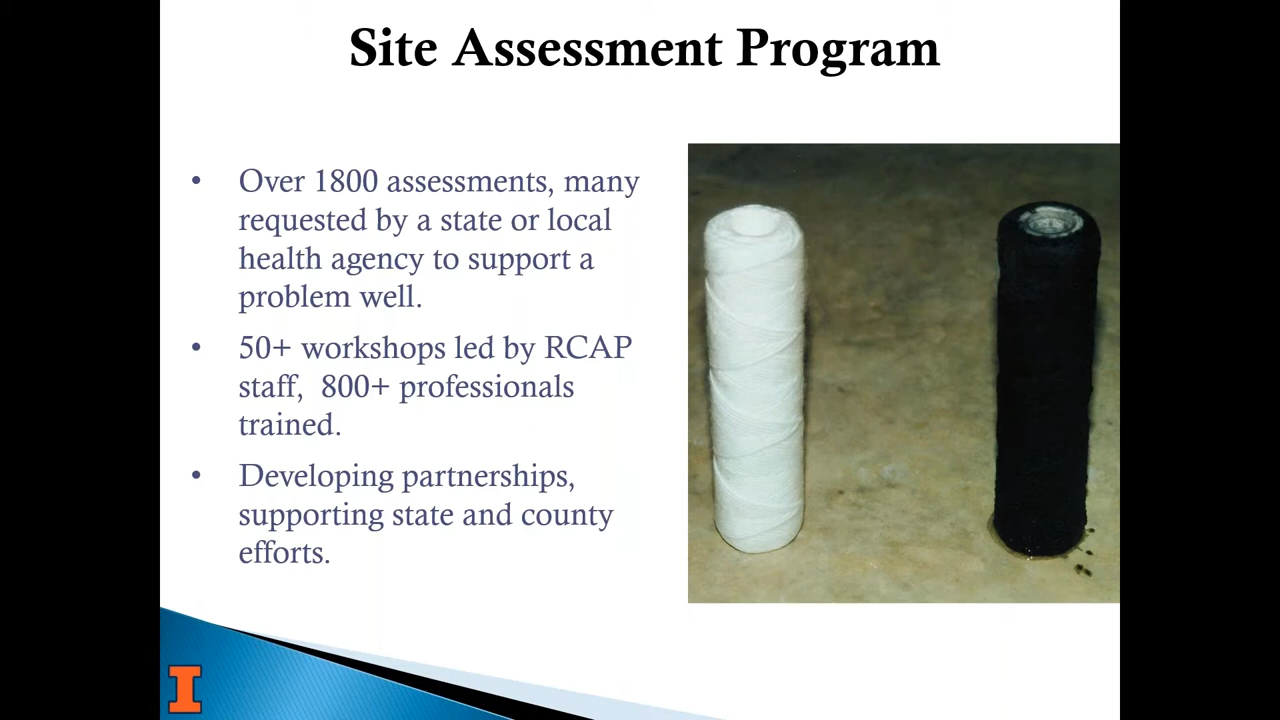 Site Assessment Program
• Over 1800 assessments, many
requested by a state or local
health agency to support a
problem well.
• 50+ workshops led by RCAP
staff,  800+ professionals
trained.
• Developing partnerships,
supporting state and county
efforts.
I